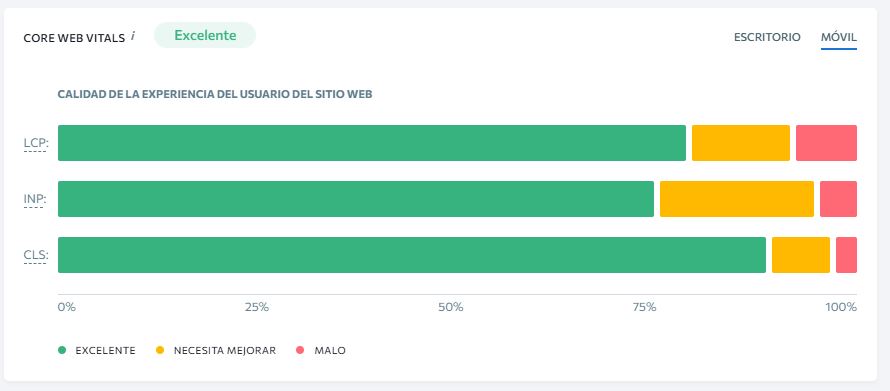 CORE WEB VITALS i Excelente ESCRITORIO MÓVIL
CALIDAD DE LA EXPERIENCIA DEL USUARIO DEL SITIO WEB
LCP:
INP:
CLS:
0% 25% 50% 75% 100%
EXCELENTE NECESITA MEJORAR MALO